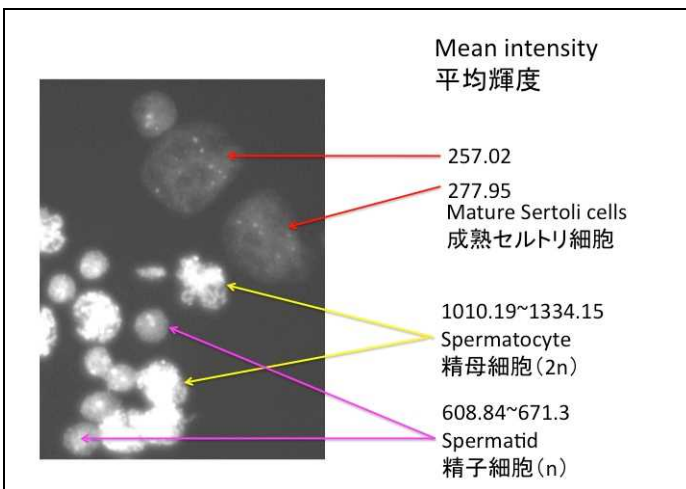 Mean intensity
平均輝度
257.02
277.95
Mature Sertoli cells
成熟セルトリ細胞
1010.19~1334.15
Spermatocyte
精母細胞(2n)
608.84~671.3
Spermatid
精子細胞(n)